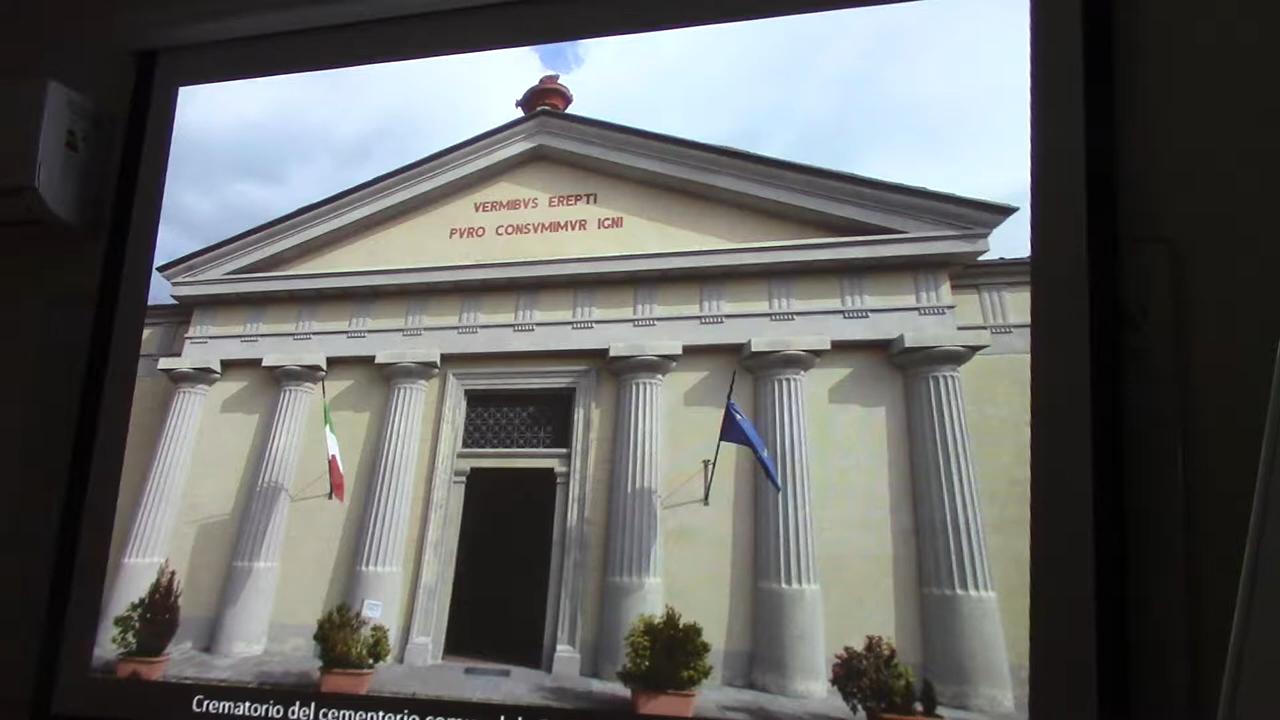 VERMIBVS EREPTI
PVRO CONSVMIMVR IGNI
Crematorio del cementerio